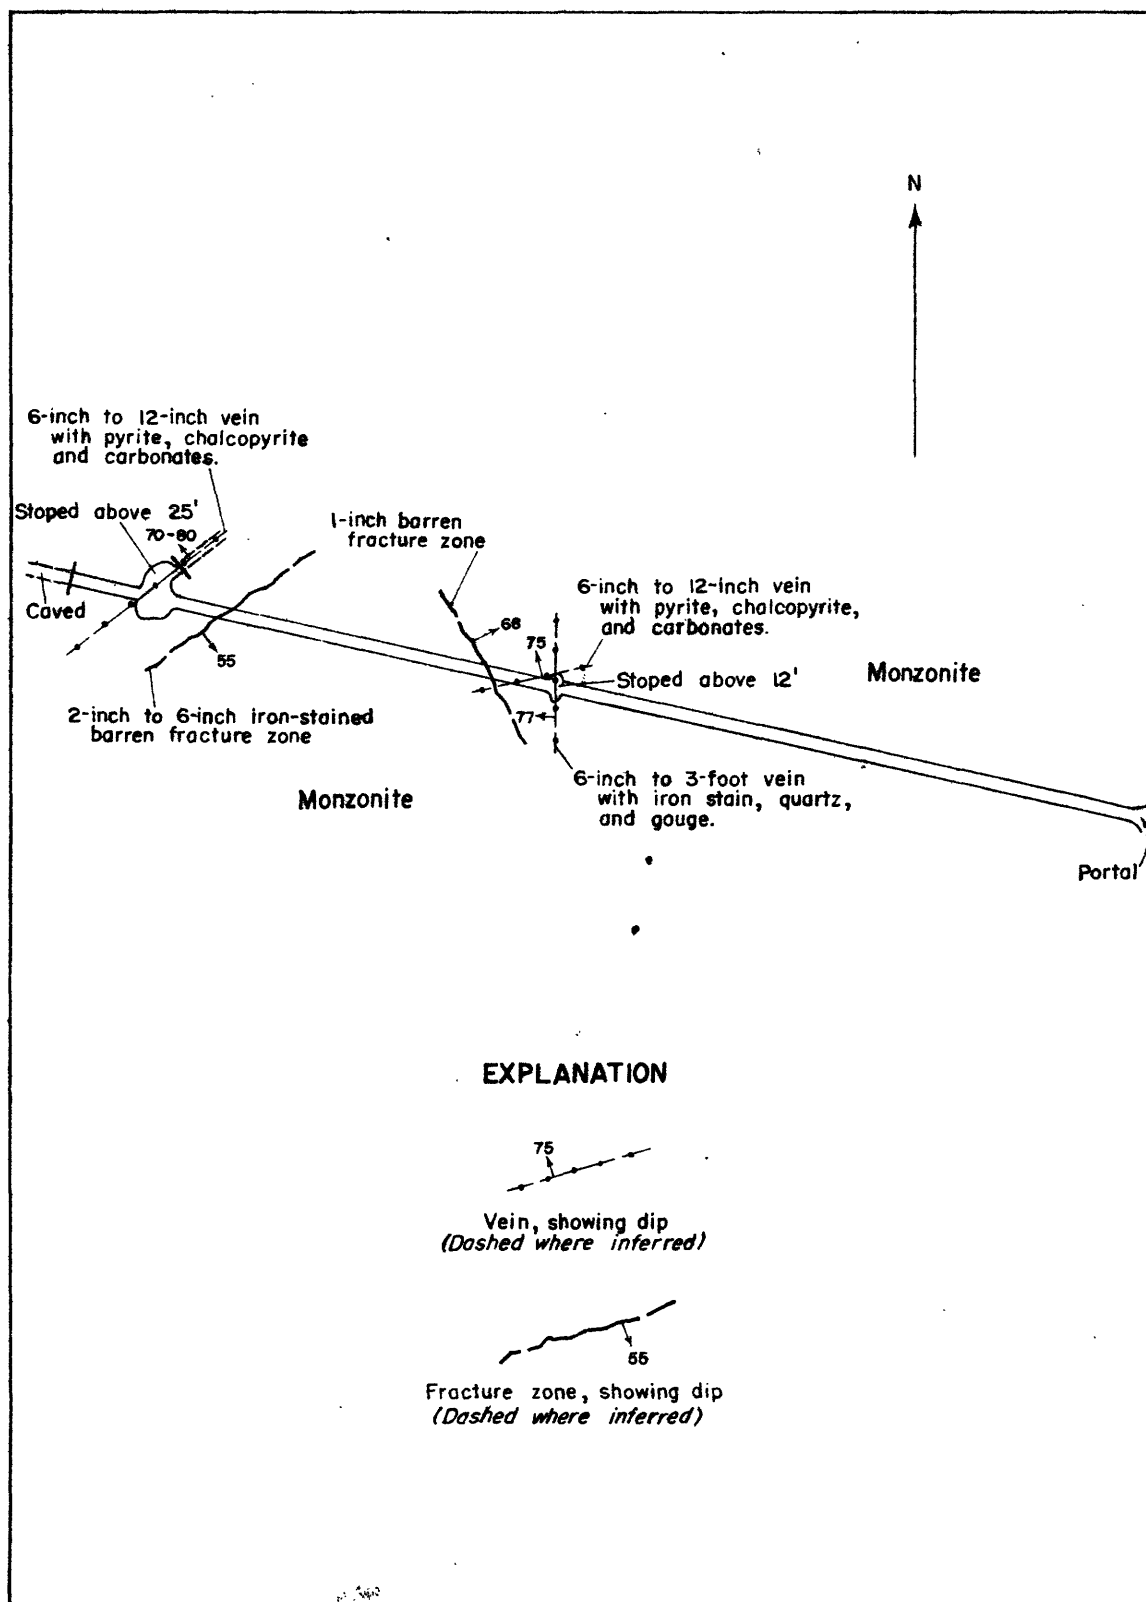 N
6-inch to 12-inch vein
with pyrite, chalcopyrite
and carbonates.
Stoped above 25'
70-80
Caved
1-inch barren
fracture zone
68
55
2-inch to 6-inch iron-stained
barren fracture zone
6-inch to 12-inch vein
with pyrite, chalcopyrite,
and carbonates.
75
Stoped above 12'
Monzonite
77
6-inch to 3-foot vein
with iron stain, quartz,
and gouge.
Monzonite
Portal
EXPLANATION
75
Vein, showing dip
(Dashed where inferred)
55
Fracture zone, showing dip
(Dashed where inferred)